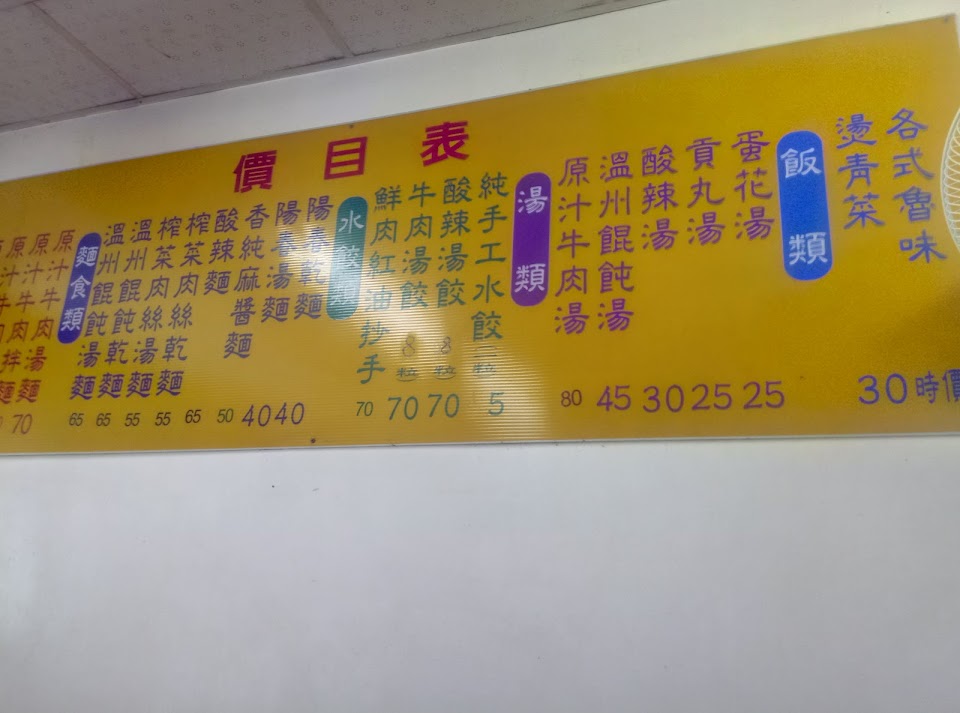 價目表
原汁牛肉拌麵
原汁牛肉湯麵
70
麵食類
溫州餛飩湯麵
65
溫州餛飩乾麵
65
榨菜肉絲湯麵
55
榨菜肉絲乾麵
55
酸辣麵
65
香純麻醬麵
50
陽春湯麵
40
陽春乾麵
40
水餃類
鮮肉紅油抄手
70
牛肉湯餃8粒
70
酸辣湯餃8粒
70
純手工水餃一粒
5
湯類
原汁牛肉湯
80
溫州餛飩湯
45
酸辣湯
30
貢丸湯
25
蛋花湯
25
飯類
燙青菜
30
各式魯味
時價